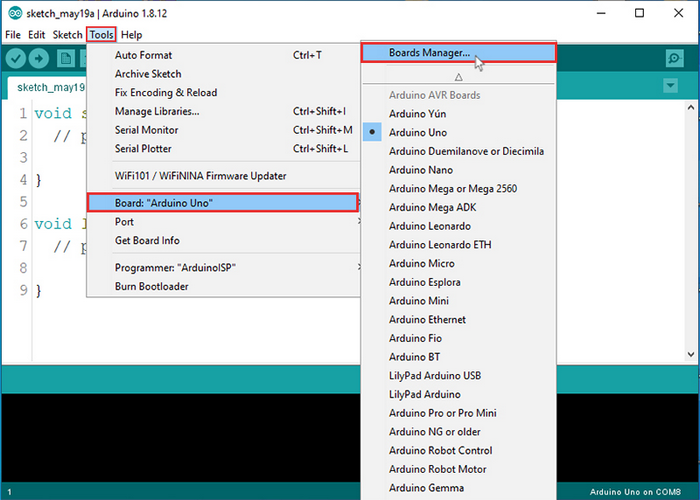 sketch_may19a | Arduino 1.8.12
File Edit Sketch Tools Help
sketch_may19
1 void s
2 // p
3
4 }
5
6 void l
7 // p
8
9 }
Auto Format Ctrl+T
Archive Sketch
Fix Encoding & Reload
Manage Libraries... Ctrl+Shift+I
Serial Monitor Ctrl+Shift+M
Serial Plotter Ctrl+Shift+L
WiFi101 / WiFiNINA Firmware Updater
Board: "Arduino Uno"
Port
Get Board Info
Programmer: "ArduinoISP"
Burn Bootloader
Boards Manager...
Arduino AVR Boards
Arduino Yún
Arduino Uno
Arduino Duemilanove or Diecimila
Arduino Nano
Arduino Mega or Mega 2560
Arduino Mega ADK
Arduino Leonardo
Arduino Leonardo ETH
Arduino Micro
Arduino Esplora
Arduino Mini
Arduino Ethernet
Arduino Fio
Arduino BT
LilyPad Arduino USB
LilyPad Arduino
Arduino Pro or Pro Mini
Arduino NG or older
Arduino Robot Control
Arduino Robot Motor
Arduino Gemma
1 Arduino Uno on COM8